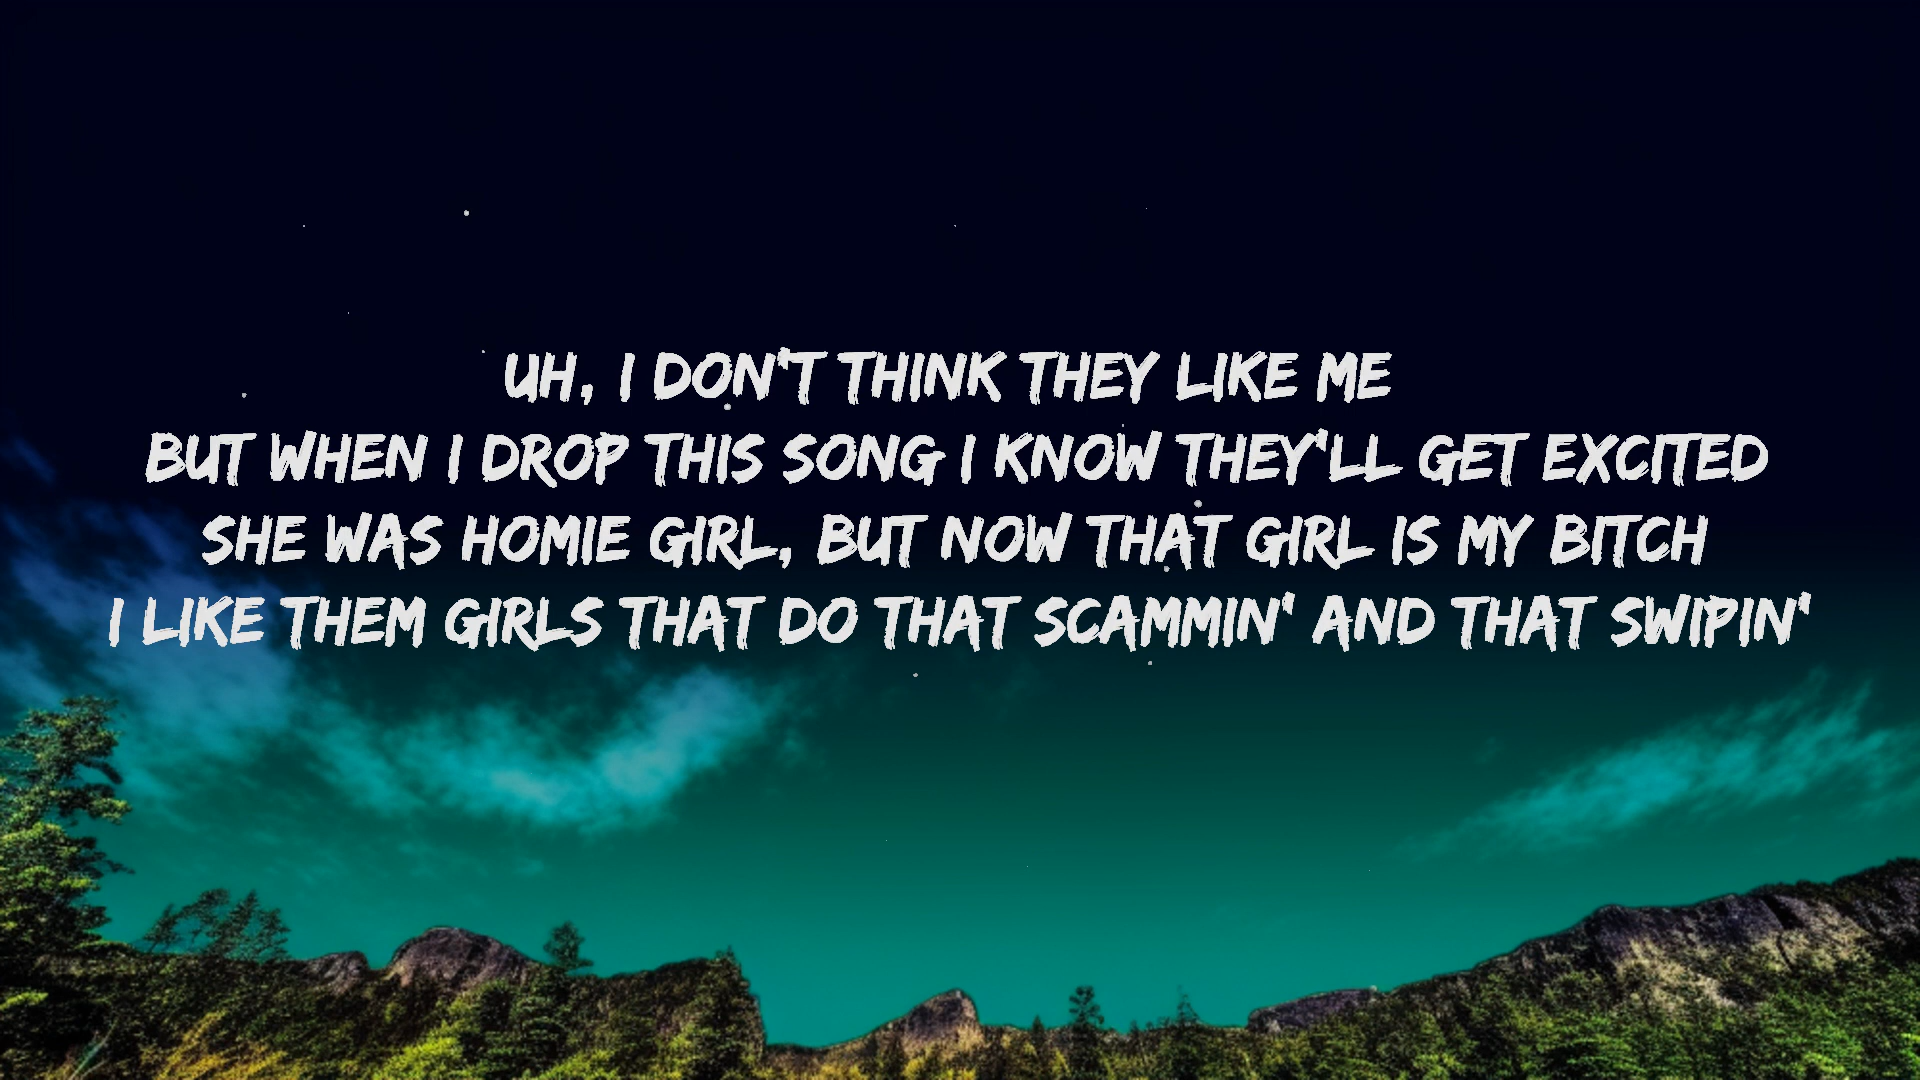 UH, I DON'T THINK THEY LIKE ME
BUT WHEN I DROP THIS SONG I KNOW THEY'LL GET EXCITED
SHE WAS HOMIE GIRL, BUT NOW THAT GIRL IS MY BITCH
I LIKE THEM GIRLS THAT DO THAT SCAMMIN' AND THAT SWIPIN'